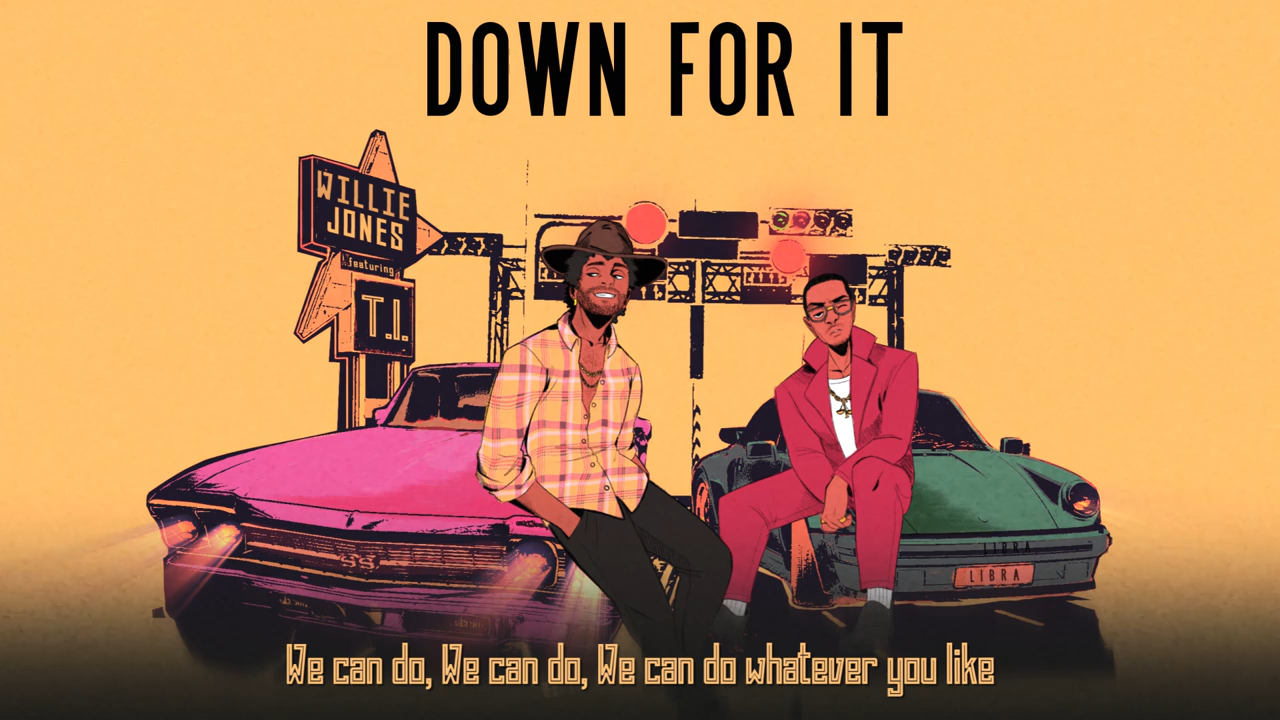 DOWN FOR IT
WILLIE
JONES
featuring
T.I.
SS
LIBRA
LIBRA
We can do, We can do, We can do whatever you like